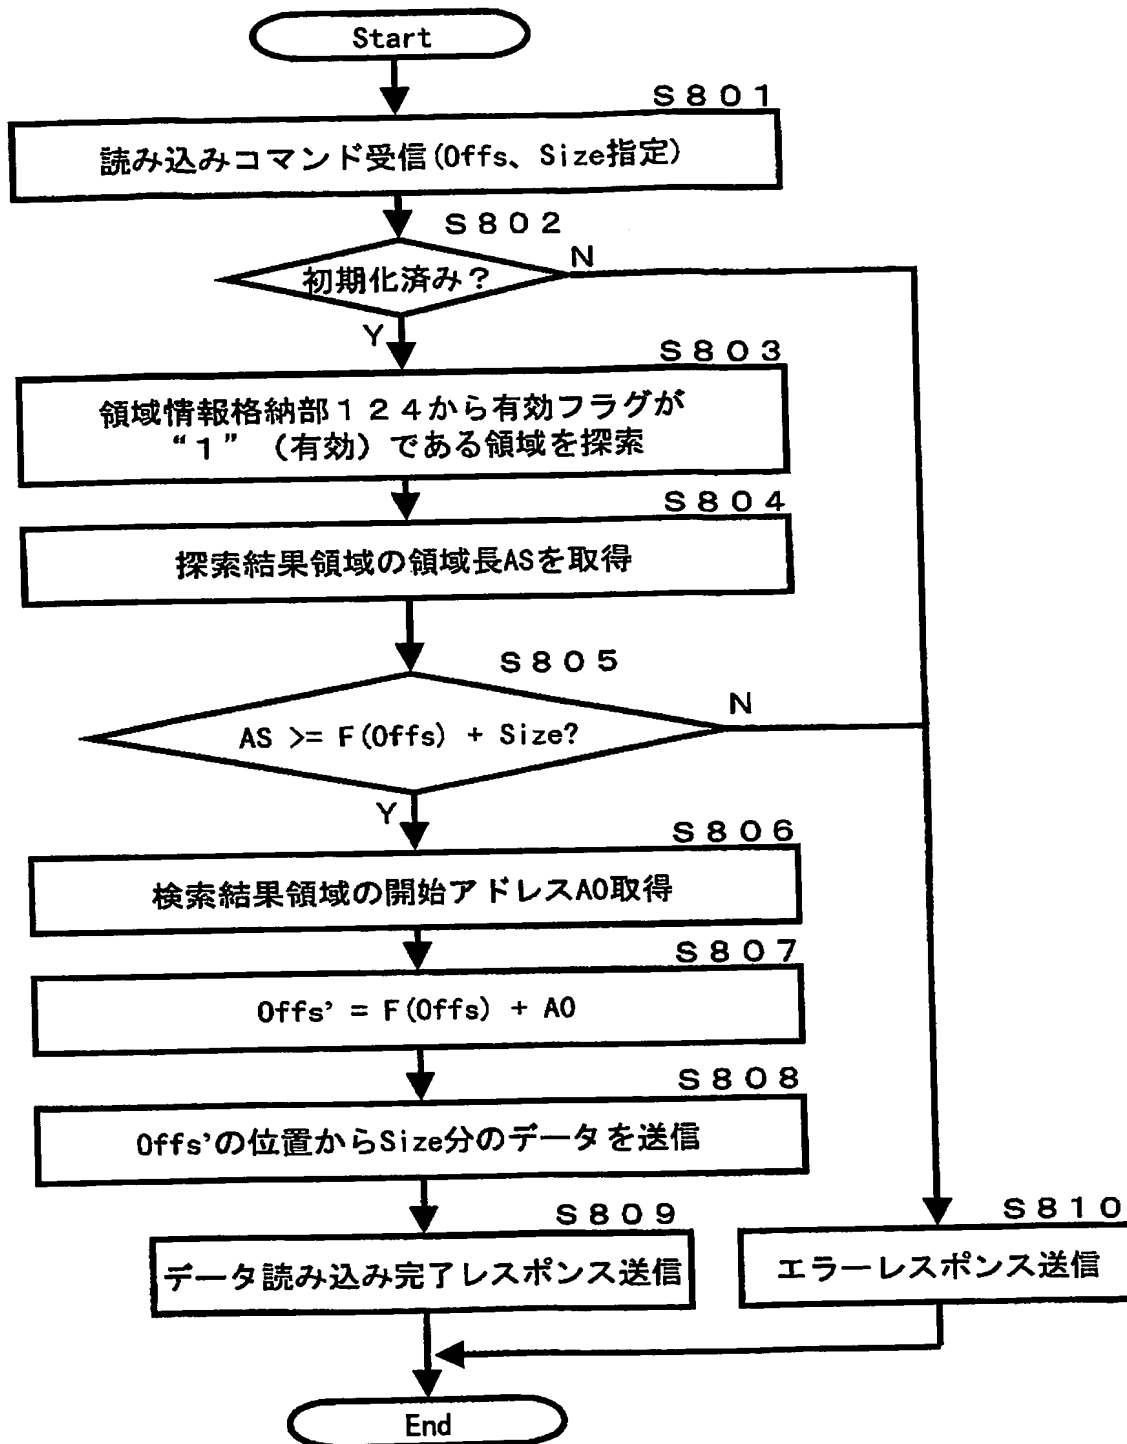 Start
S801
読み込みコマンド受信(Offs、Size指定)
S802
初期化済み?
N
Y
S803
領域情報格納部124から有効フラグが
“1” (有効)である領域を探索
S804
探索結果領域の領域長ASを取得
S805
AS >= F(Offs) + Size?
N
Y
S806
検索結果領域の開始アドレスA0取得
S807
Offs’ = F(Offs) + A0
S808
Offs’の位置からSize分のデータを送信
S809
データ読み込み完了レスポンス送信
S810
エラーレスポンス送信
End